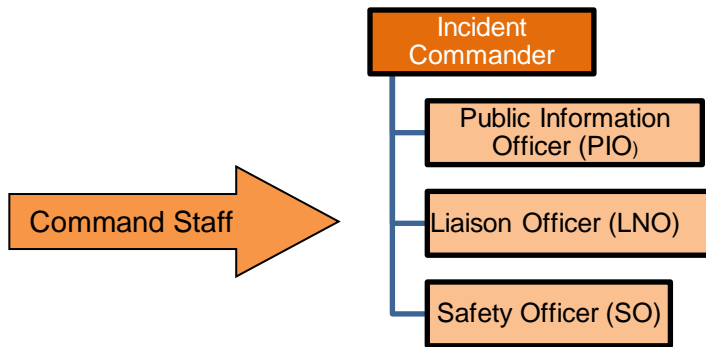 Incident
Commander
Public Information
Officer (PIO)
Command Staff
Liaison Officer (LNO)
Safety Officer (SO)